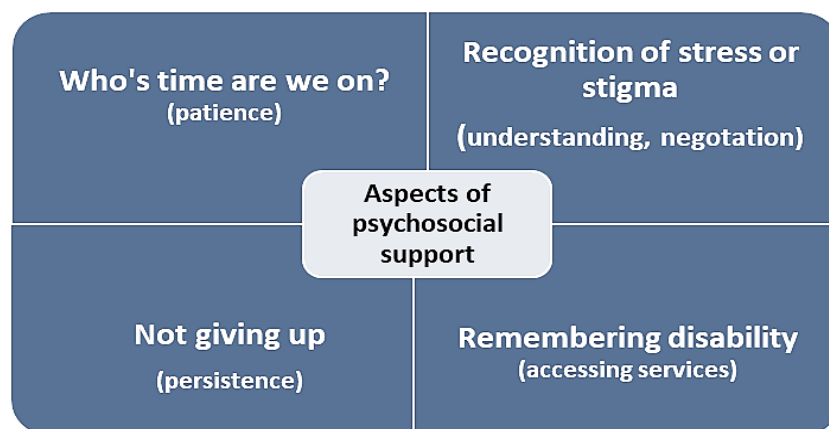 Who's time are we on?
(patience)
Recognition of stress or
stigma
(understanding, negotation)
Aspects of
psychosocial
support
Not giving up
(persistence)
Remembering disability
(accessing services)